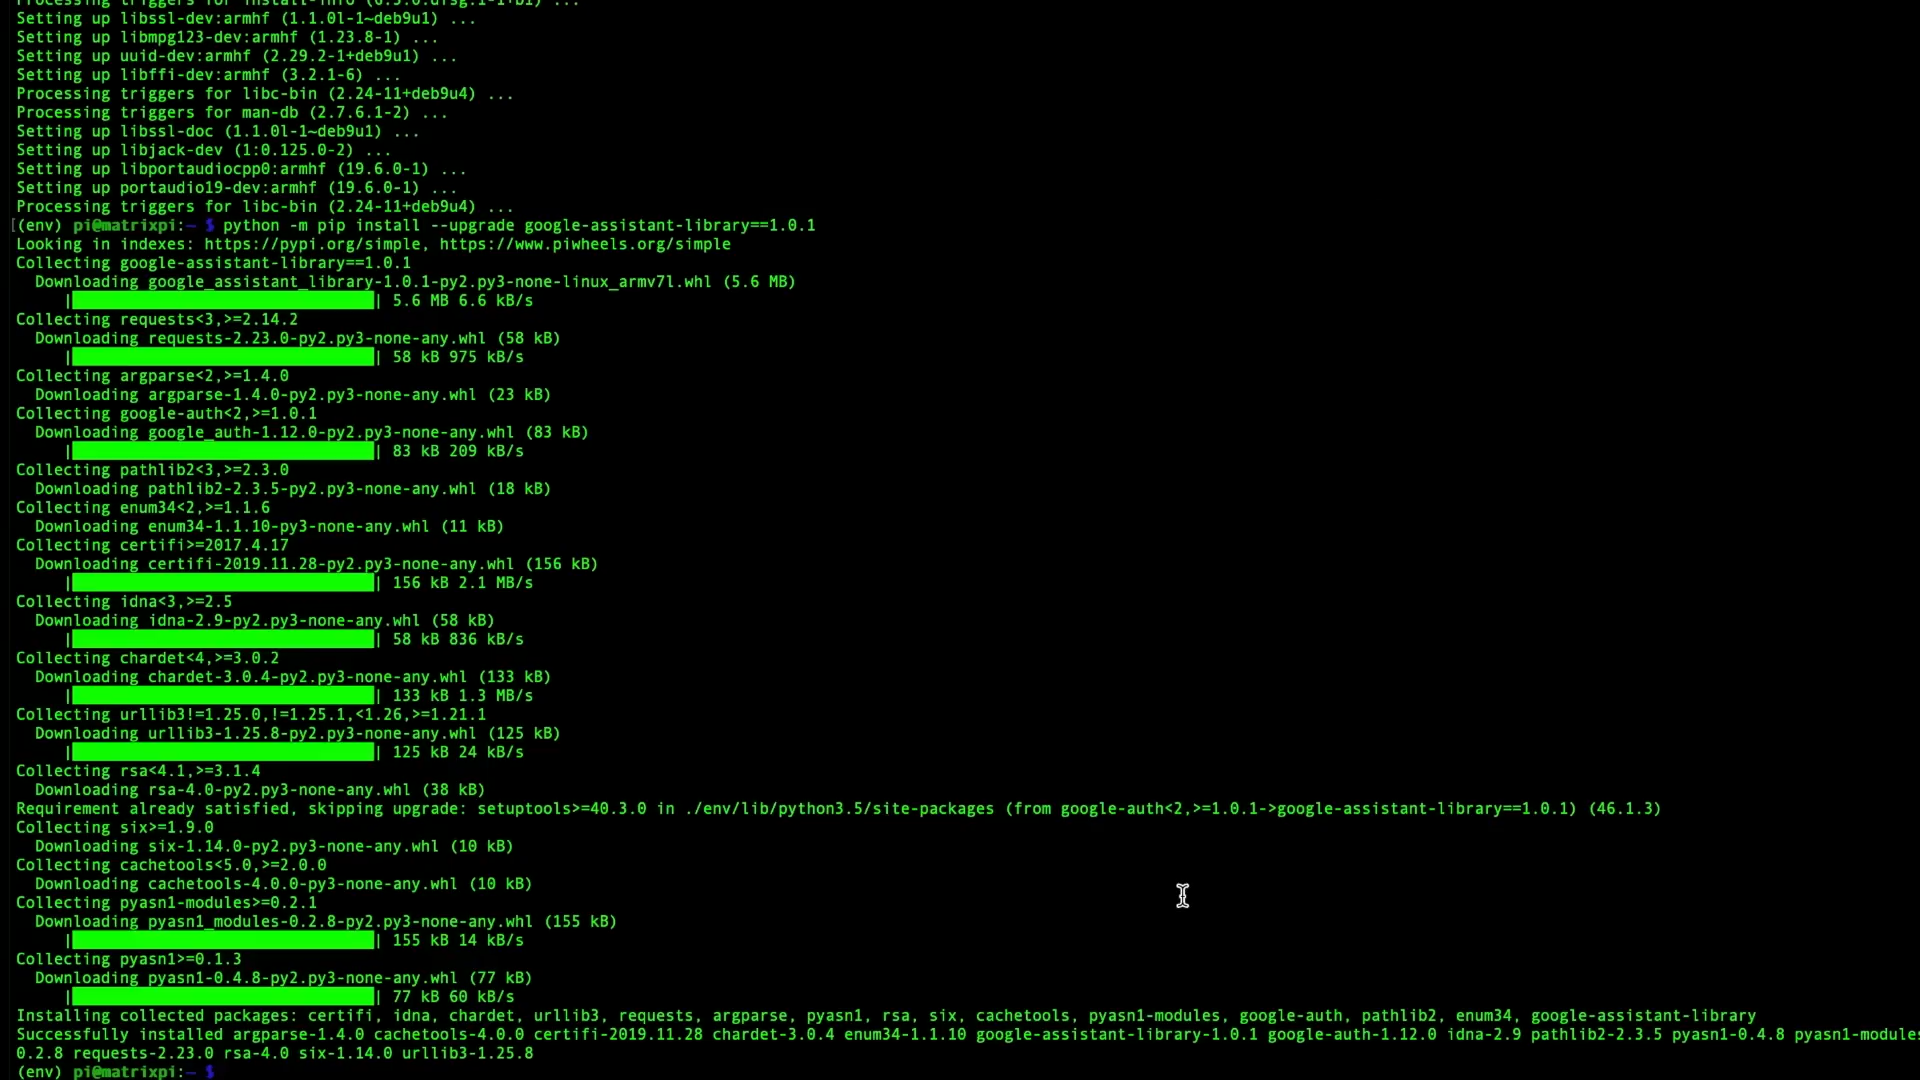 Processing triggers for install-info (6.3.0.dfsg.1-1+b1) ...
Setting up libssl-dev:armhf (1.1.0l-1~deb9u1) ...
Setting up libmpg123-dev:armhf (1.23.8-1) ...
Setting up uuid-dev:armhf (2.29.2-1+deb9u1) ...
Setting up libffi-dev:armhf (3.2.1-6) ...
Processing triggers for libc-bin (2.24-11+deb9u4) ...
Processing triggers for man-db (2.7.6.1-2) ...
Setting up libssl-doc (1.1.0l-1~deb9u1) ...
Setting up libjack-dev (1:0.125.0-2) ...
Setting up libportaudiocpp0:armhf (19.6.0-1) ...
Setting up portaudio19-dev:armhf (19.6.0-1) ...
Processing triggers for libc-bin (2.24-11+deb9u4) ...
[(env) pi@matrixpi:~ $ python -m pip install --upgrade google-assistant-library==1.0.1
Looking in indexes: https://pypi.org/simple, https://www.piwheels.org/simple
Collecting google-assistant-library==1.0.1
Downloading google_assistant_library-1.0.1-py2.py3-none-linux_armv7l.whl (5.6 MB)
| | 5.6 MB 6.6 kB/s
Collecting requests<3,>=2.14.2
Downloading requests-2.23.0-py2.py3-none-any.whl (58 kB)
| | 58 kB 975 kB/s
Collecting argparse<2,>=1.4.0
Downloading argparse-1.4.0-py2.py3-none-any.whl (23 kB)
Collecting google-auth<2,>=1.0.1
Downloading google_auth-1.12.0-py2.py3-none-any.whl (83 kB)
| | 83 kB 209 kB/s
Collecting pathlib2<3,>=2.3.0
Downloading pathlib2-2.3.5-py2.py3-none-any.whl (18 kB)
Collecting enum34<2,>=1.1.6
Downloading enum34-1.1.10-py3-none-any.whl (11 kB)
Collecting certifi>=2017.4.17
Downloading certifi-2019.11.28-py2.py3-none-any.whl (156 kB)
| | 156 kB 2.1 MB/s
Collecting idna<3,>=2.5
Downloading idna-2.9-py2.py3-none-any.whl (58 kB)
| | 58 kB 836 kB/s
Collecting chardet<4,>=3.0.2
Downloading chardet-3.0.4-py2.py3-none-any.whl (133 kB)
| | 133 kB 1.3 MB/s
Collecting urllib3!=1.25.0,!=1.25.1,<1.26,>=1.21.1
Downloading urllib3-1.25.8-py2.py3-none-any.whl (125 kB)
| | 125 kB 24 kB/s
Collecting rsa<4.1,>=3.1.4
Downloading rsa-4.0-py2.py3-none-any.whl (38 kB)
Requirement already satisfied, skipping upgrade: setuptools>=40.3.0 in ./env/lib/python3.5/site-packages (from google-auth<2,>=1.0.1->google-assistant-library==1.0.1) (46.1.3)
Collecting six>=1.9.0
Downloading six-1.14.0-py2.py3-none-any.whl (10 kB)
Collecting cachetools<5.0,>=2.0.0
Downloading cachetools-4.0.0-py3-none-any.whl (10 kB)
Collecting pyasn1-modules>=0.2.1
Downloading pyasn1_modules-0.2.8-py2.py3-none-any.whl (155 kB)
| | 155 kB 14 kB/s
Collecting pyasn1>=0.1.3
Downloading pyasn1-0.4.8-py2.py3-none-any.whl (77 kB)
| | 77 kB 60 kB/s
Installing collected packages: certifi, idna, chardet, urllib3, requests, argparse, pyasn1, rsa, six, cachetools, pyasn1-modules, google-auth, pathlib2, enum34, google-assistant-library
Successfully installed argparse-1.4.0 cachetools-4.0.0 certifi-2019.11.28 chardet-3.0.4 enum34-1.1.10 google-assistant-library-1.0.1 google-auth-1.12.0 idna-2.9 pathlib2-2.3.5 pyasn1-0.4.8 pyasn1-modules
0.2.8 requests-2.23.0 rsa-4.0 six-1.14.0 urllib3-1.25.8
(env) pi@matrixpi:~ $